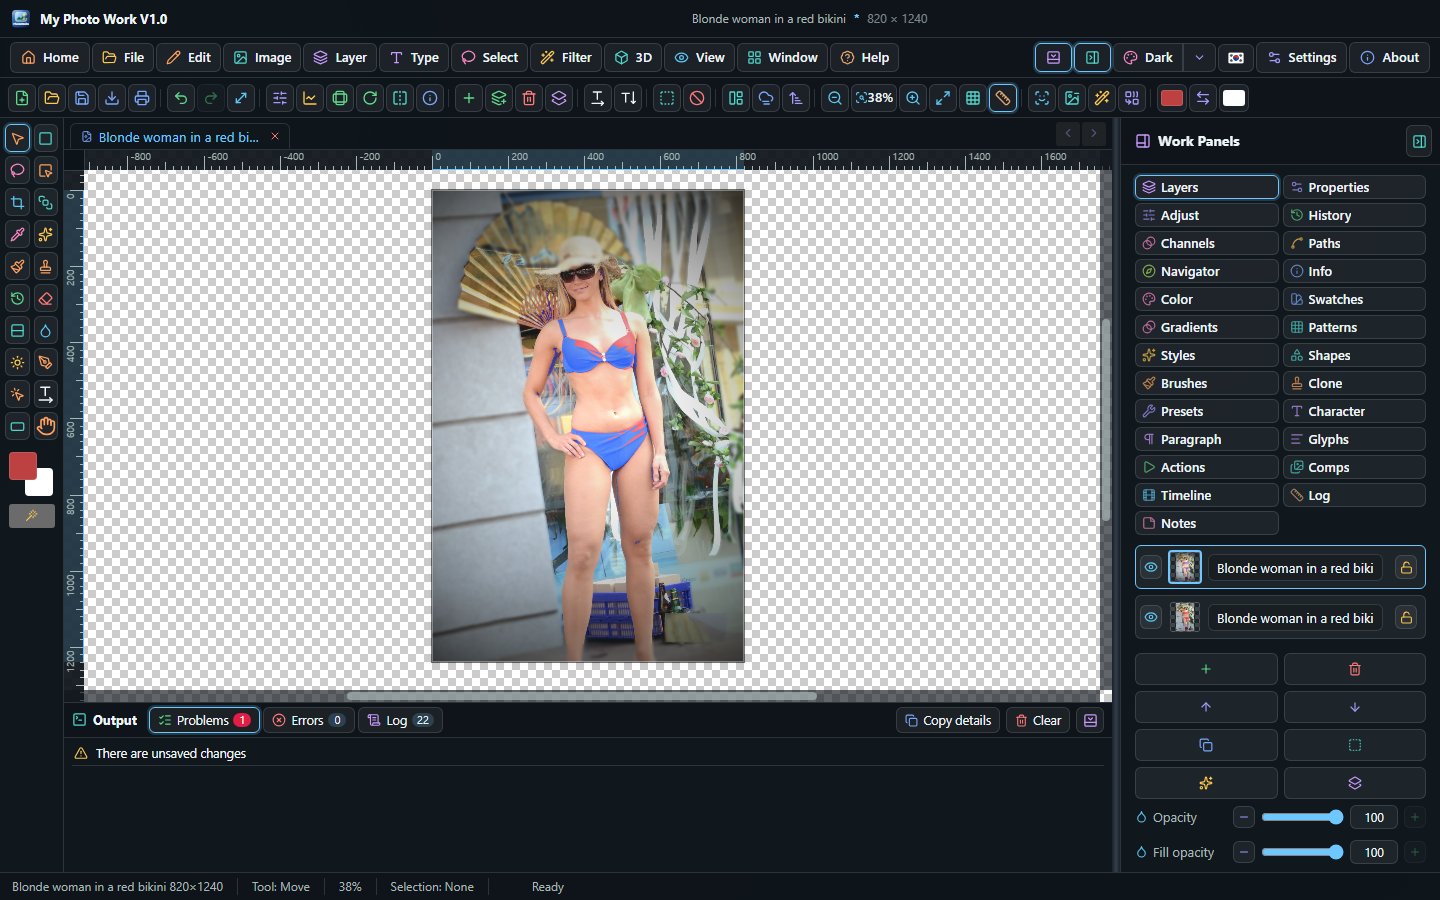 My Photo Work V1.0
Blonde woman in a red bikini * 820 × 1240
Home File Edit Image Layer Type Select Filter 3D View Window Help
Dark Settings About
38%
Blonde woman in a red bi...
-800 -600 -400 -200 0 200 400 600 800 1000 1200 1400 1600
0
200
400
600
800
1000
1200
Work Panels
Layers Properties
Adjust History
Channels Paths
Navigator Info
Color Swatches
Gradients Patterns
Styles Shapes
Brushes Clone
Presets Character
Paragraph Glyphs
Actions Comps
Timeline Log
Notes
Blonde woman in a red biki
Blonde woman in a red biki
Opacity 100
Fill opacity 100
Output Problems 1 Errors 0 Log 22 Copy details Clear
There are unsaved changes
Blonde woman in a red bikini 820×1240 Tool: Move 38% Selection: None Ready